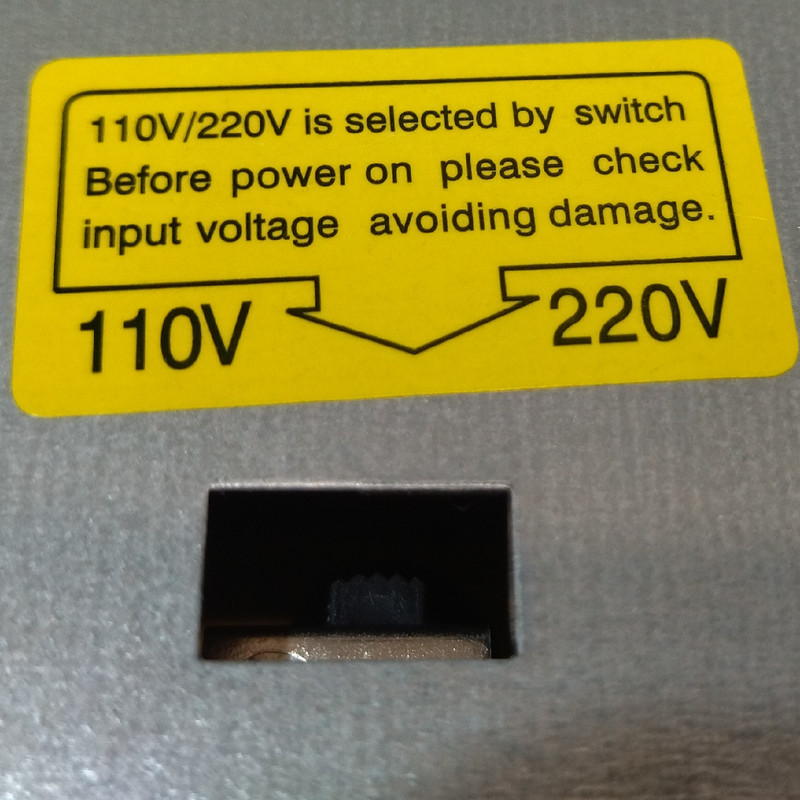 110V/220V is selected by switch
Before power on please check
input voltage avoiding damage.
110V 220V